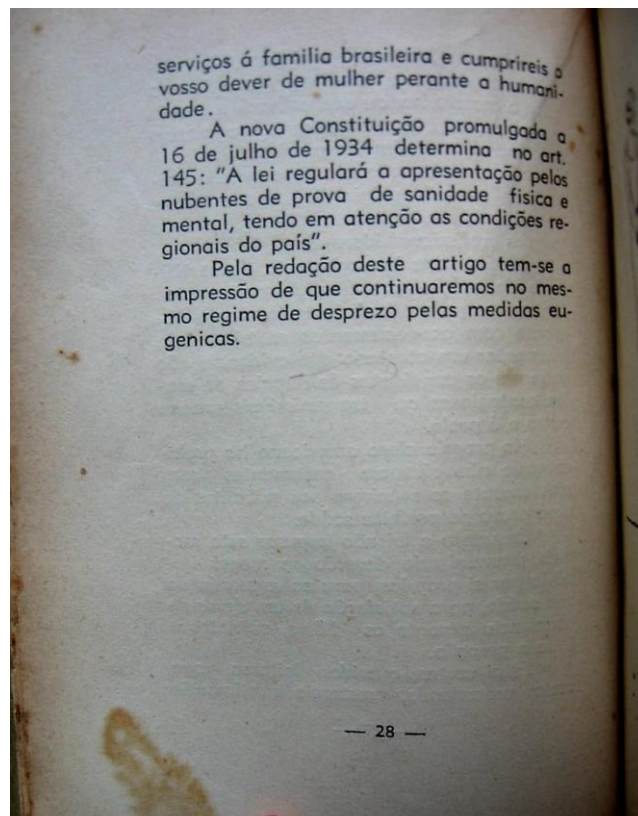 serviços á familia brasileira e cumprireis o
vosso dever de mulher perante a humani-
dade.
A nova Constituição promulgada a
16 de julho de 1934 determina no art.
145: "A lei regulará a apresentação pelos
nubentes de prova de sanidade fisica e
mental, tendo em atenção as condições re-
gionais do país".
Pela redação deste artigo tem-se a
impressão de que continuaremos no mes-
mo regime de desprezo pelas medidas eu-
genicas.
— 28 —